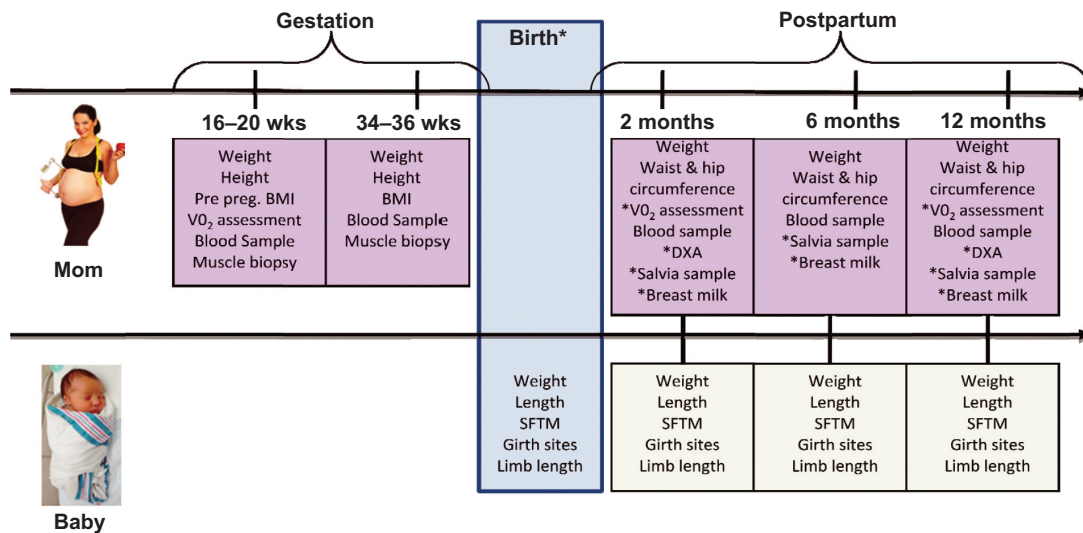 Gestation
Birth*
Postpartum
16–20 wks
34–36 wks
2 months
6 months
12 months
Mom
Weight
Height
Pre preg. BMI
V0₂ assessment
Blood Sample
Muscle biopsy
Weight
Height
BMI
Blood Sample
Muscle biopsy
Weight
Waist & hip
circumference
*V0₂ assessment
Blood sample
*DXA
*Salvia sample
*Breast milk
Weight
Waist & hip
circumference
Blood sample
*Salvia sample
*Breast milk
Weight
Waist & hip
circumference
*V0₂ assessment
Blood sample
*DXA
*Salvia sample
*Breast milk
Baby
Weight
Length
SFTM
Girth sites
Limb length
Weight
Length
SFTM
Girth sites
Limb length
Weight
Length
SFTM
Girth sites
Limb length
Weight
Length
SFTM
Girth sites
Limb length